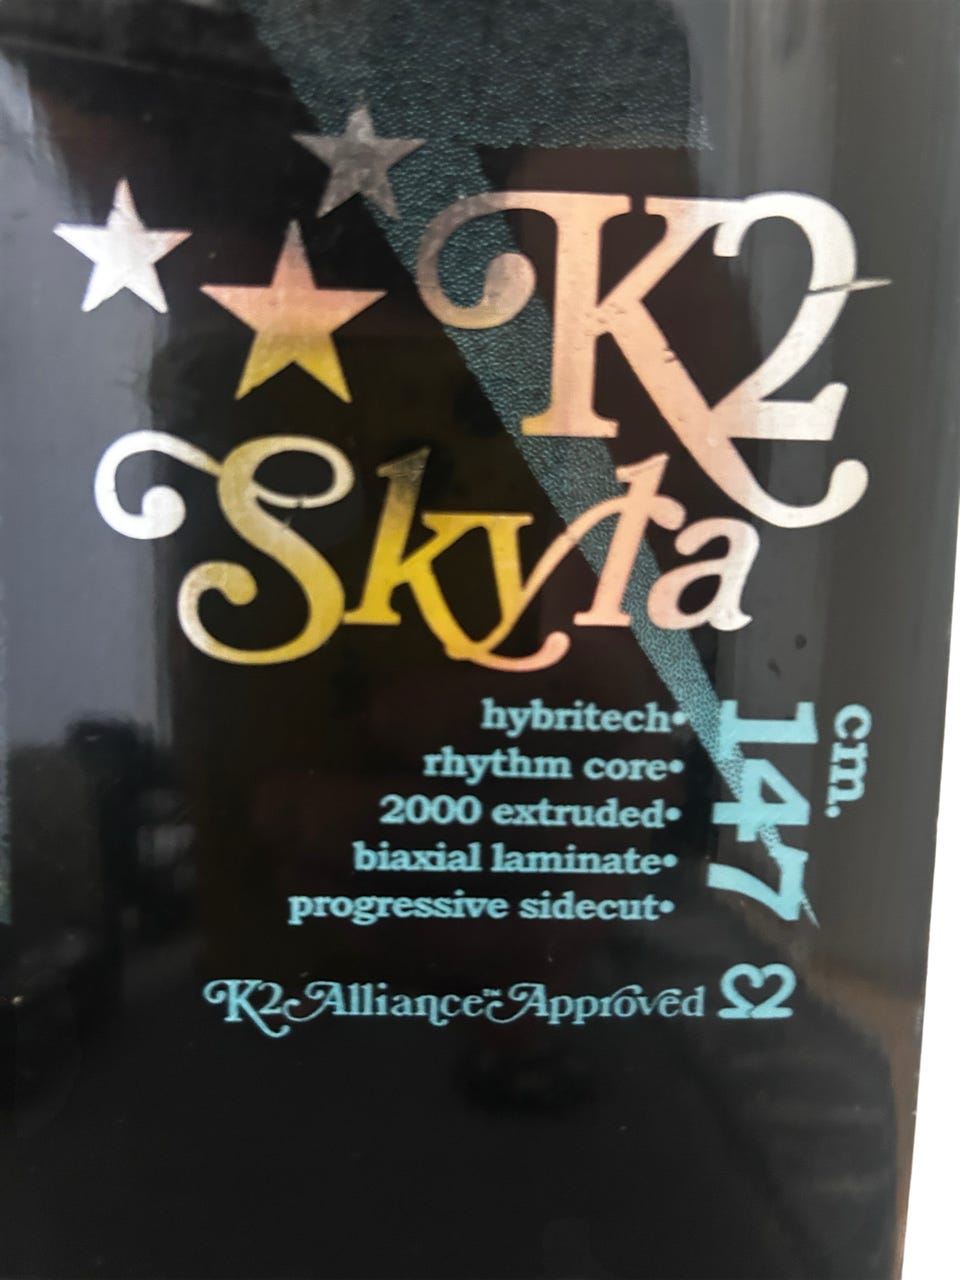 K2
Skyla
hybritech•
rhythm core•
2000 extruded•
biaxial laminate•
progressive sidecut•
147
cm.
K2 Alliance™ Approved